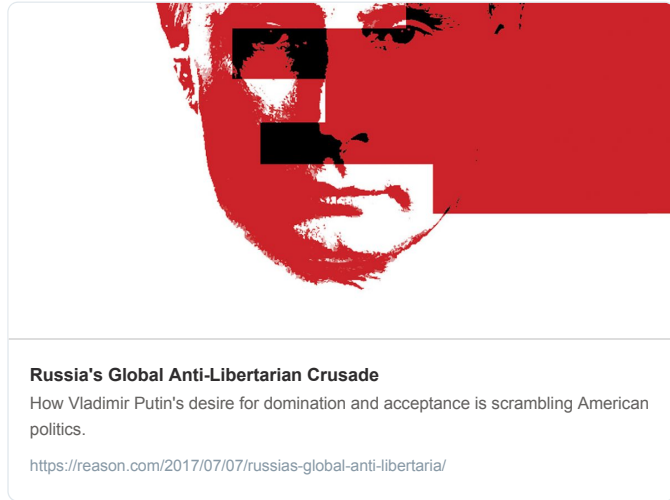 Russia's Global Anti-Libertarian Crusade
How Vladimir Putin's desire for domination and acceptance is scrambling American
politics.
https://reason.com/2017/07/07/russias-global-anti-libertaria/